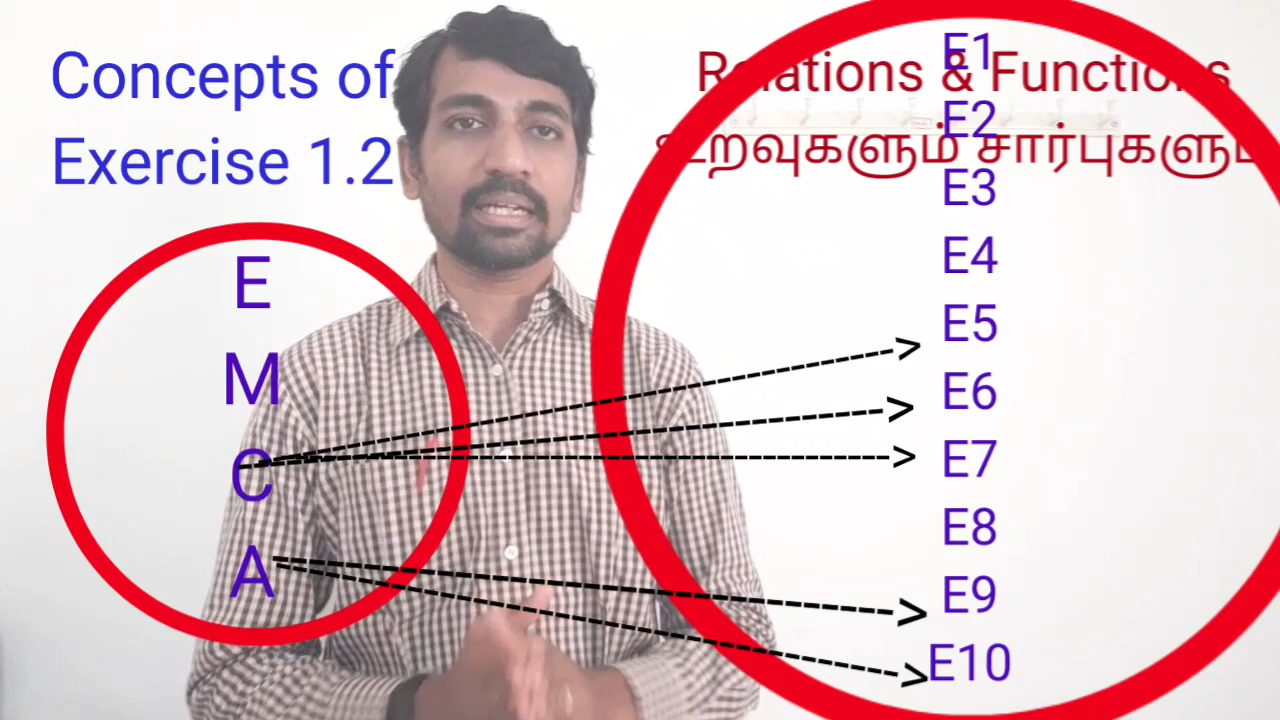 Concepts of
Exercise 1.2
Relations & Functions
உறவுகளும் சார்புகளும்
E
M
C
A
E1
E2
E3
E4
E5
E6
E7
E8
E9
E10